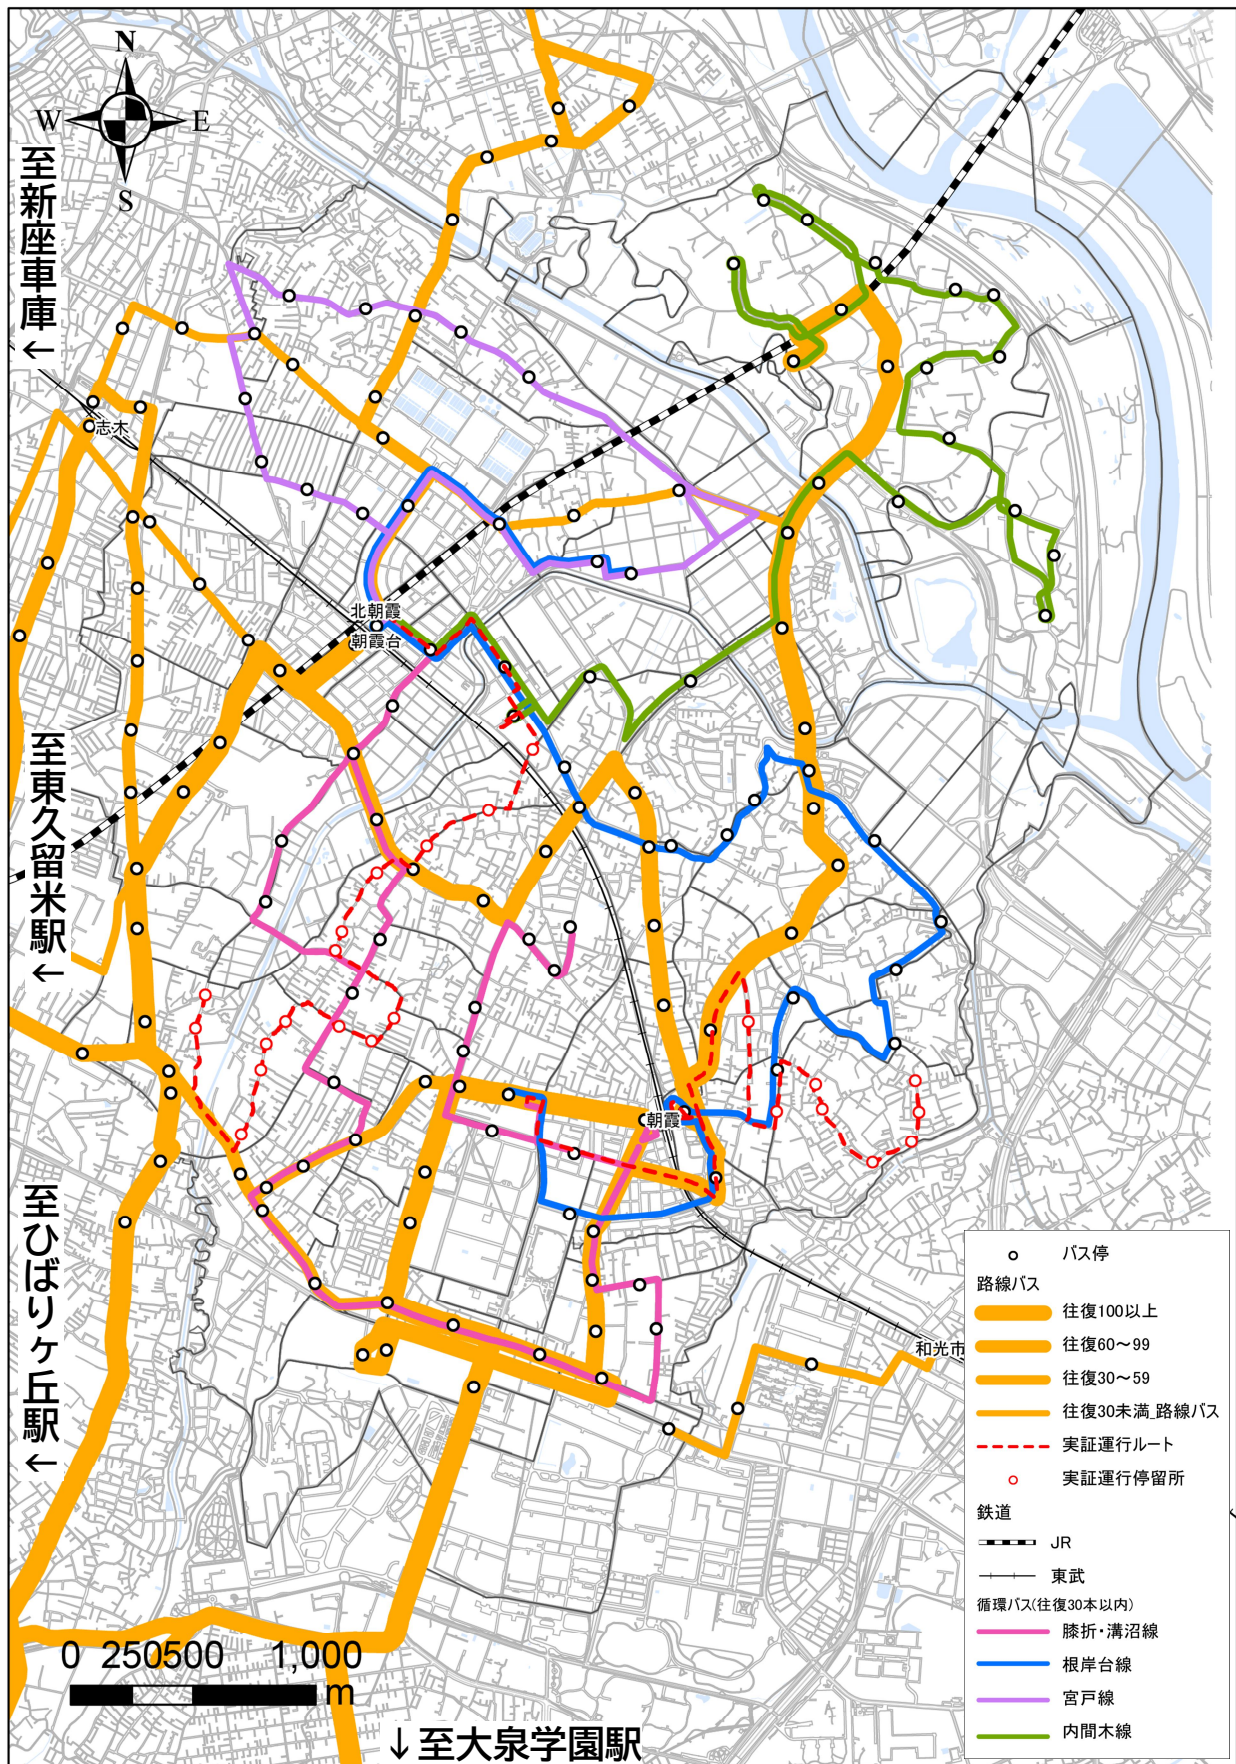 N
W
E
S
至新座車庫←
志木
北朝霞
朝霞台
至東久留米駅←
朝霞
至ひばりヶ丘駅←
和光市
バス停
路線バス
往復100以上
往復60～99
往復30～59
往復30未満_路線バス
実証運行ルート
実証運行停留所
鉄道
JR
東武
循環バス(往復30本以内)
膝折・溝沼線
根岸台線
宮戸線
内間木線
0 250500 1,000
m
↓至大泉学園駅